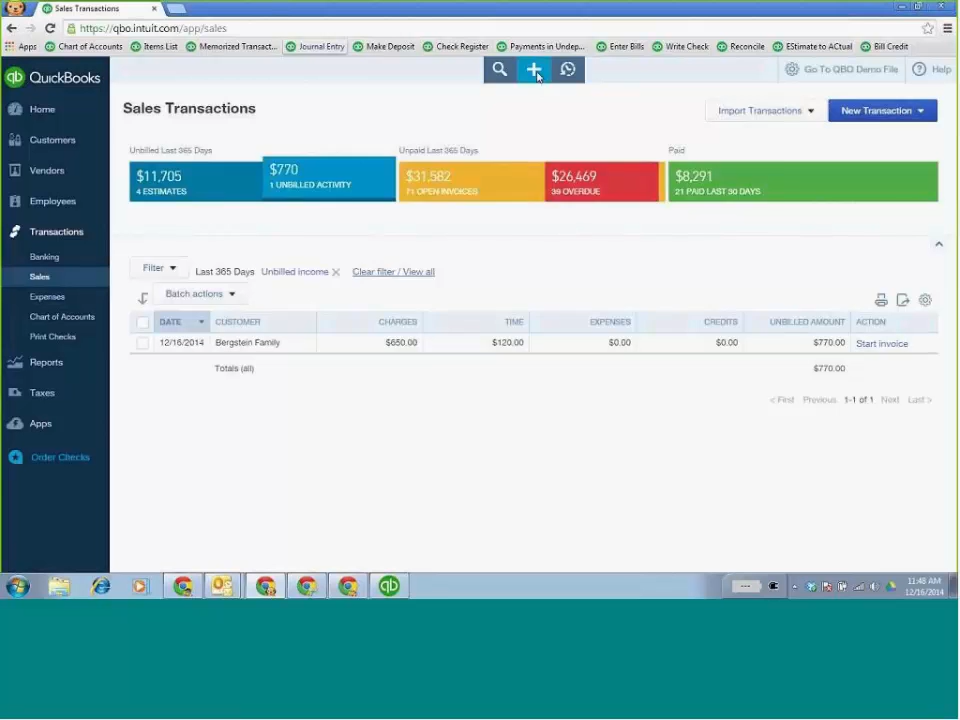 Sales Transactions
https://qbo.intuit.com/app/sales
Apps Chart of Accounts Items List Memorized Transact... Journal Entry Make Deposit Check Register Payments in Undep... Enter Bills Write Check Reconcile EStimate to ACtual Bill Credit
qb QuickBooks
Go To QBO Demo File Help
Home
Customers
Vendors
Employees
Transactions
Banking
Sales
Expenses
Chart of Accounts
Print Checks
Reports
Taxes
Apps
Order Checks
Sales Transactions
Import Transactions New Transaction
Unbilled Last 365 Days Unpaid Last 365 Days Paid
$11,705 $770 $31,582 $26,469 $8,291
4 ESTIMATES 1 UNBILLED ACTIVITY 71 OPEN INVOICES 39 OVERDUE 21 PAID LAST 30 DAYS
Filter Last 365 Days Unbilled income Clear filter / View all
Batch actions
DATE CUSTOMER CHARGES TIME EXPENSES CREDITS UNBILLED AMOUNT ACTION
12/16/2014 Bergstein Family $650.00 $120.00 $0.00 $0.00 $770.00 Start invoice
Totals (all) $770.00
< First Previous 1-1 of 1 Next Last >
qb
11:48 AM
12/16/2014